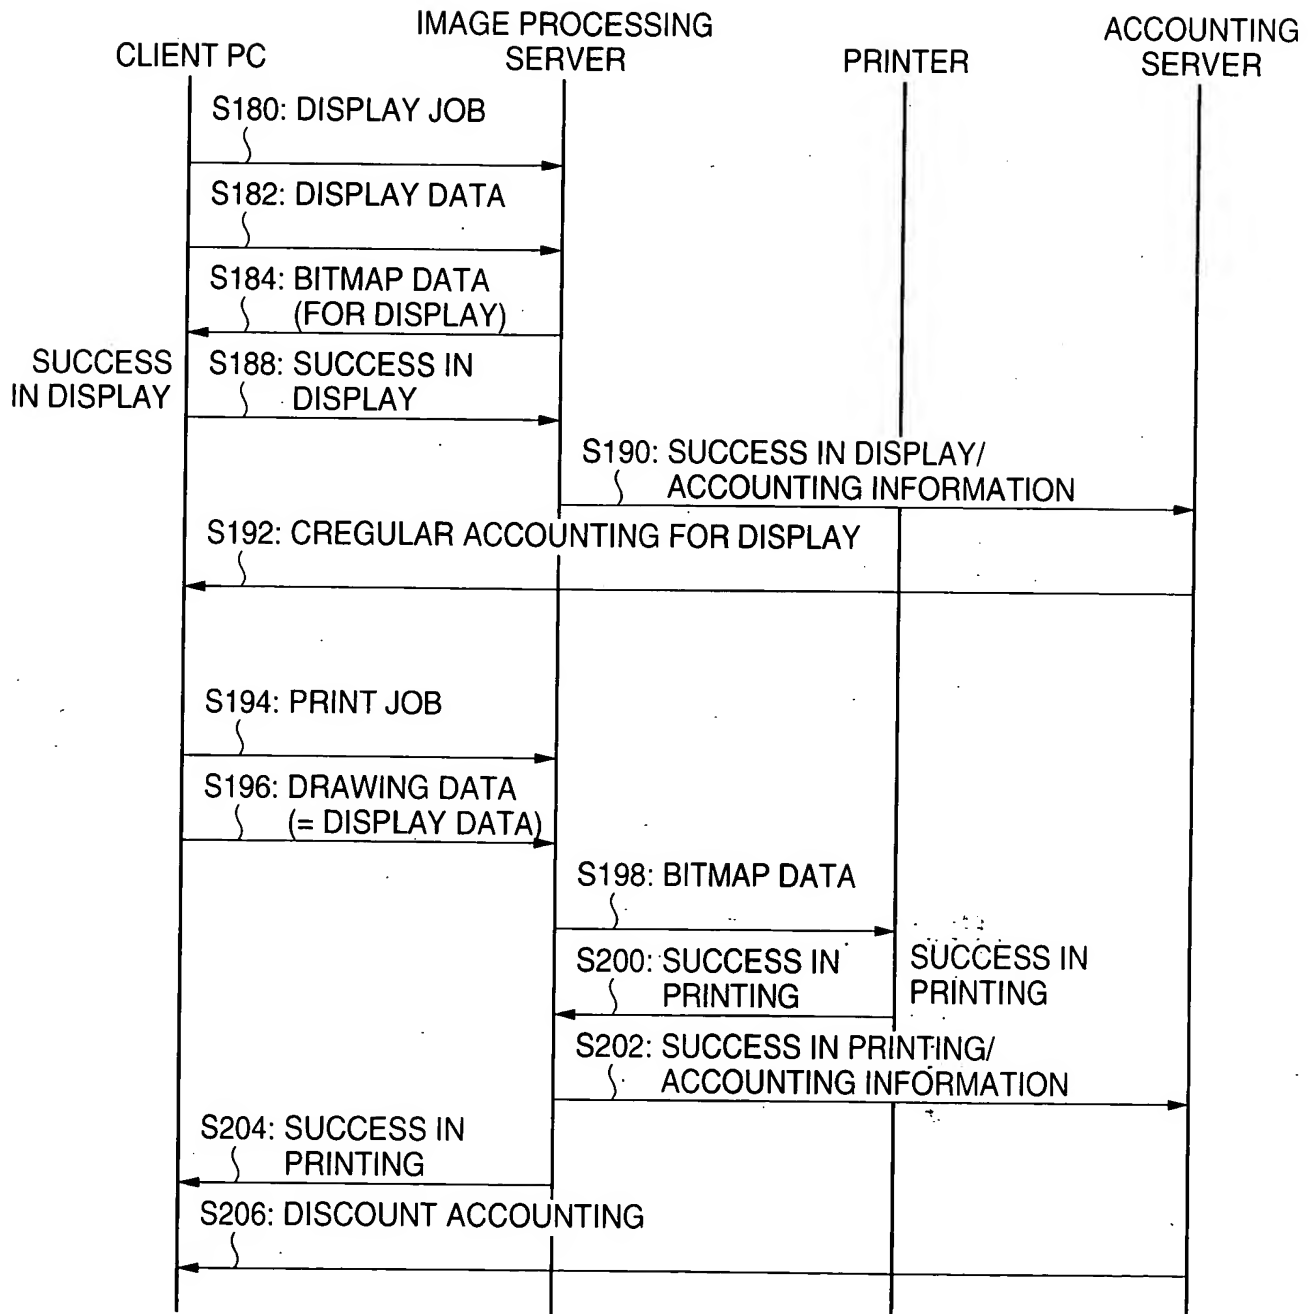 CLIENT PC
IMAGE PROCESSING
SERVER
PRINTER
ACCOUNTING
SERVER
S180: DISPLAY JOB
S182: DISPLAY DATA
S184: BITMAP DATA
(FOR DISPLAY)
SUCCESS
IN DISPLAY
S188: SUCCESS IN
DISPLAY
S190: SUCCESS IN DISPLAY/
ACCOUNTING INFORMATION
S192: CREGULAR ACCOUNTING FOR DISPLAY
S194: PRINT JOB
S196: DRAWING DATA
(= DISPLAY DATA)
S198: BITMAP DATA
S200: SUCCESS IN
PRINTING
SUCCESS IN
PRINTING
S202: SUCCESS IN PRINTING/
ACCOUNTING INFORMATION
S204: SUCCESS IN
PRINTING
S206: DISCOUNT ACCOUNTING